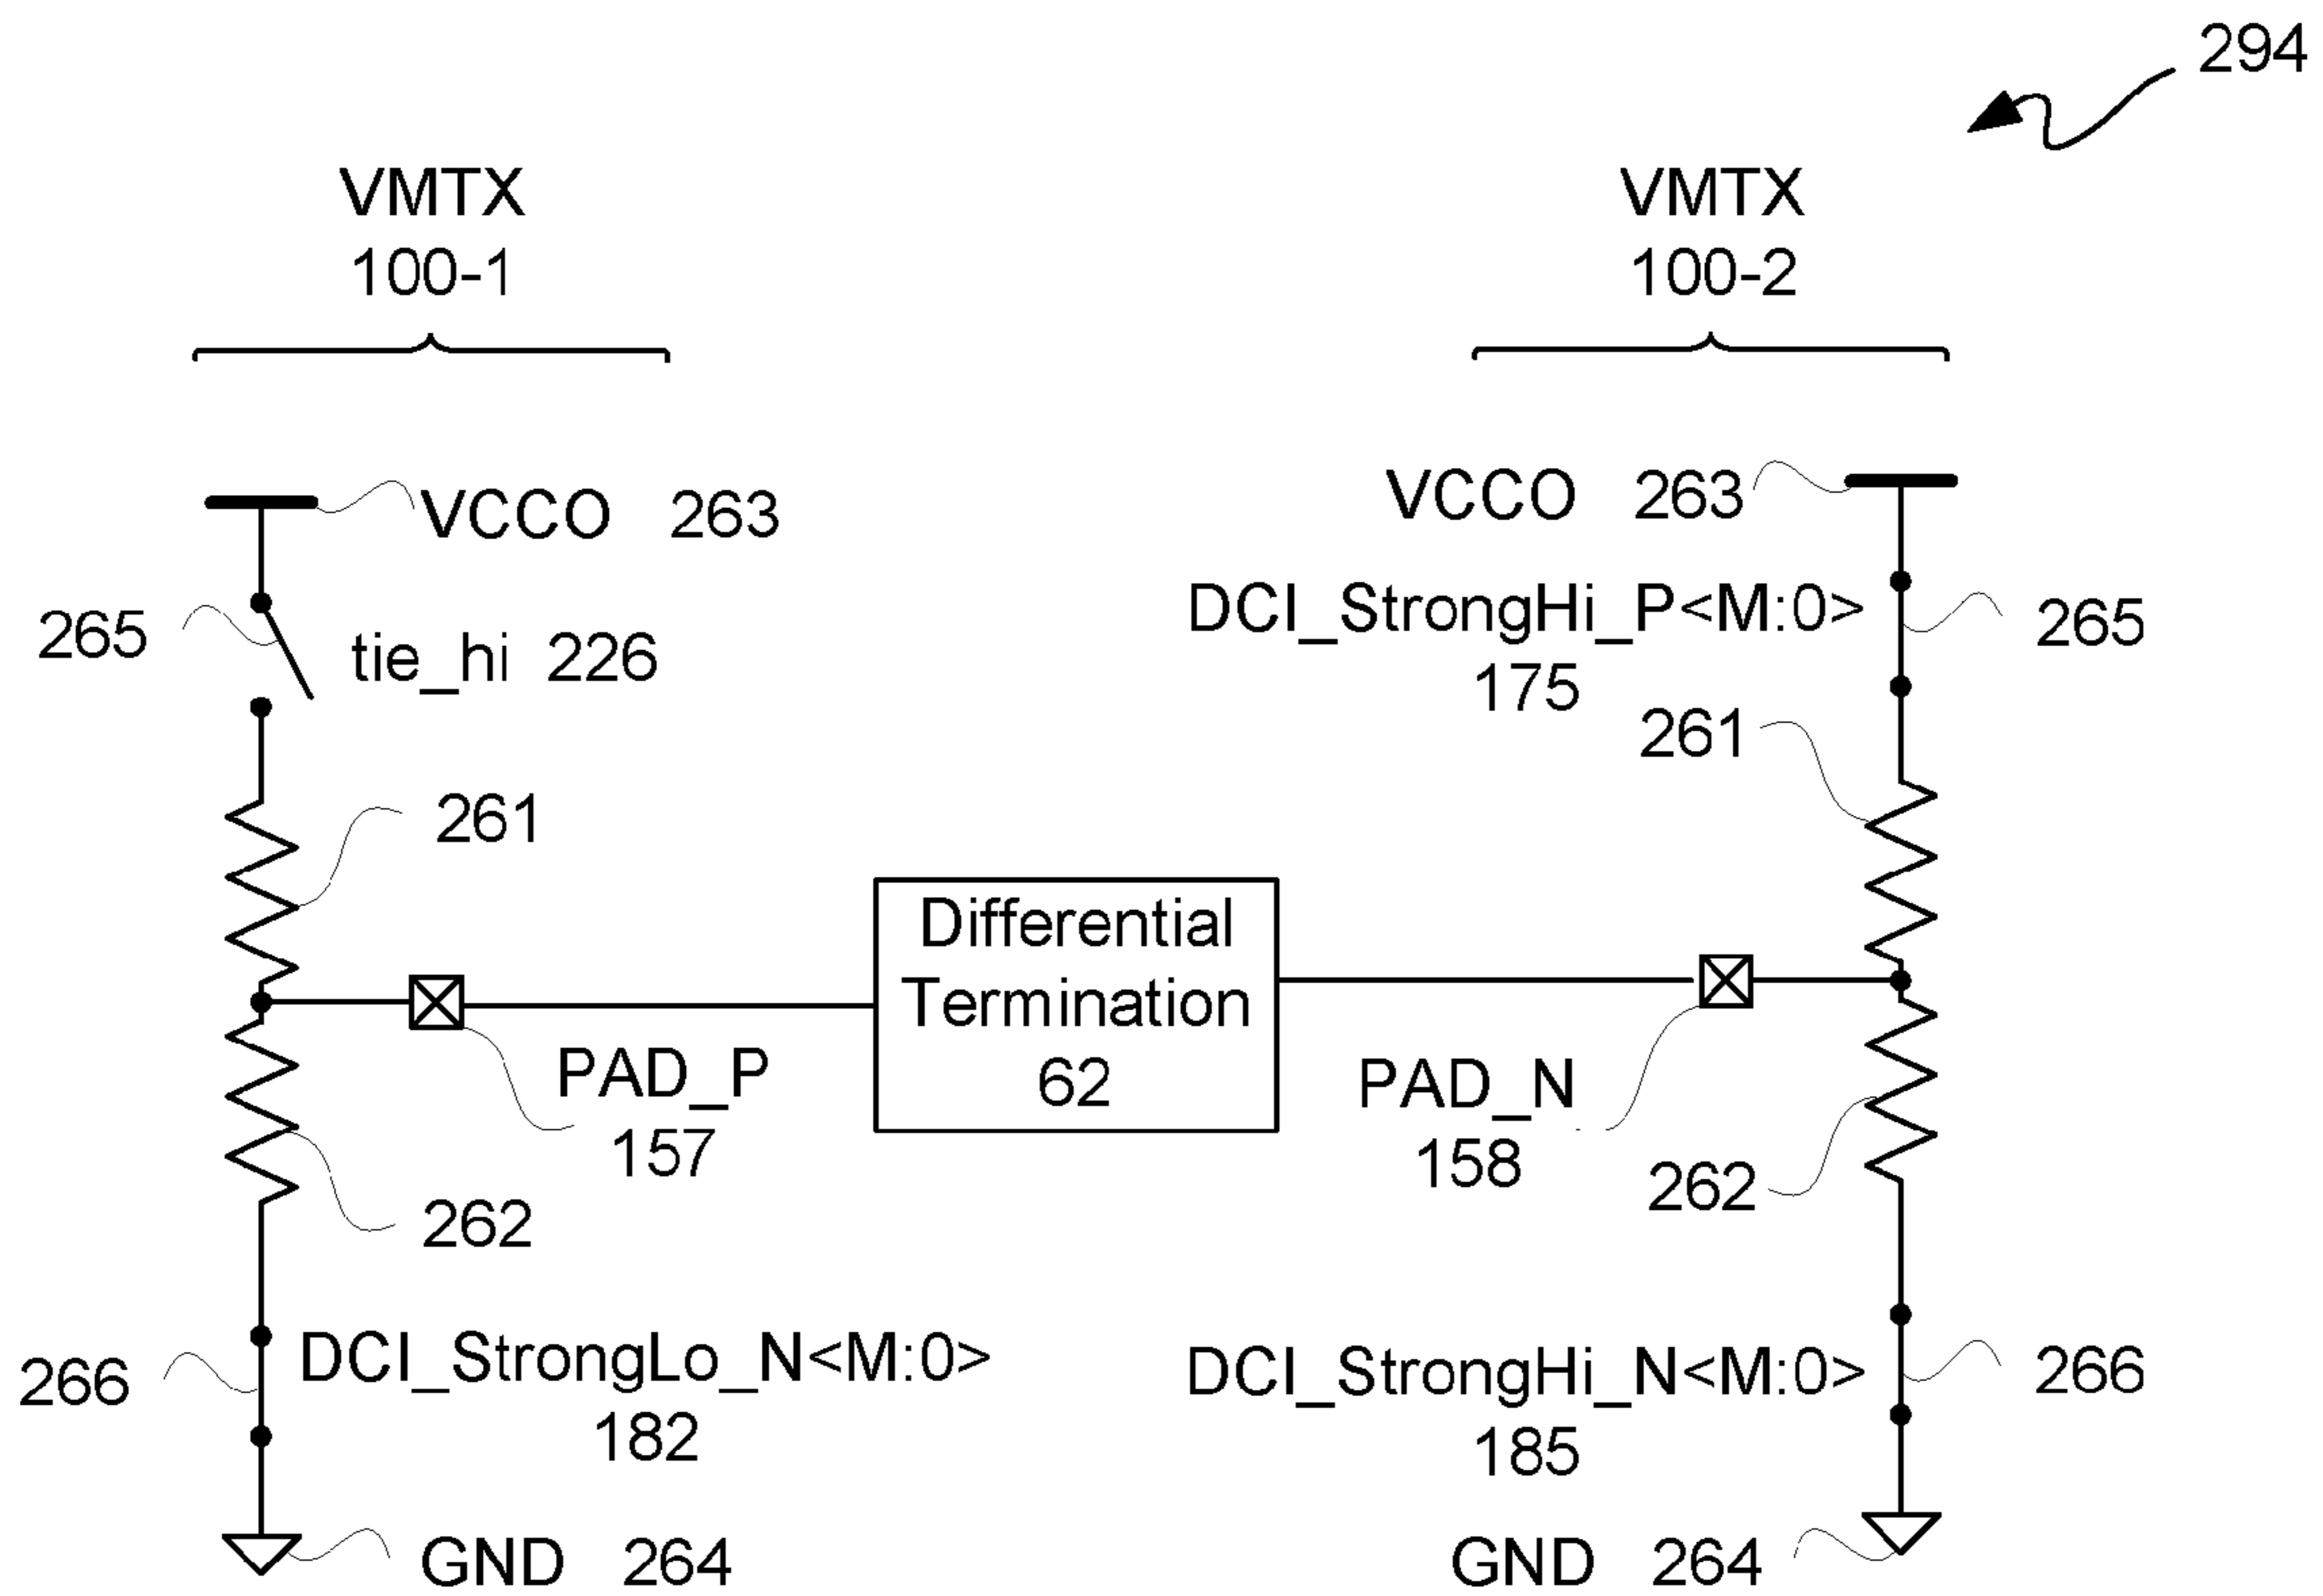 294
VMTX
100-1
VMTX
100-2
VCCO 263
VCCO 263
265
tie_hi 226
DCI_StrongHi_P<M:0>
175
265
261
261
Differential
Termination
62
PAD_P
157
PAD_N
158
262
262
266
DCI_StrongLo_N<M:0>
182
DCI_StrongHi_N<M:0>
185
266
GND 264
GND 264